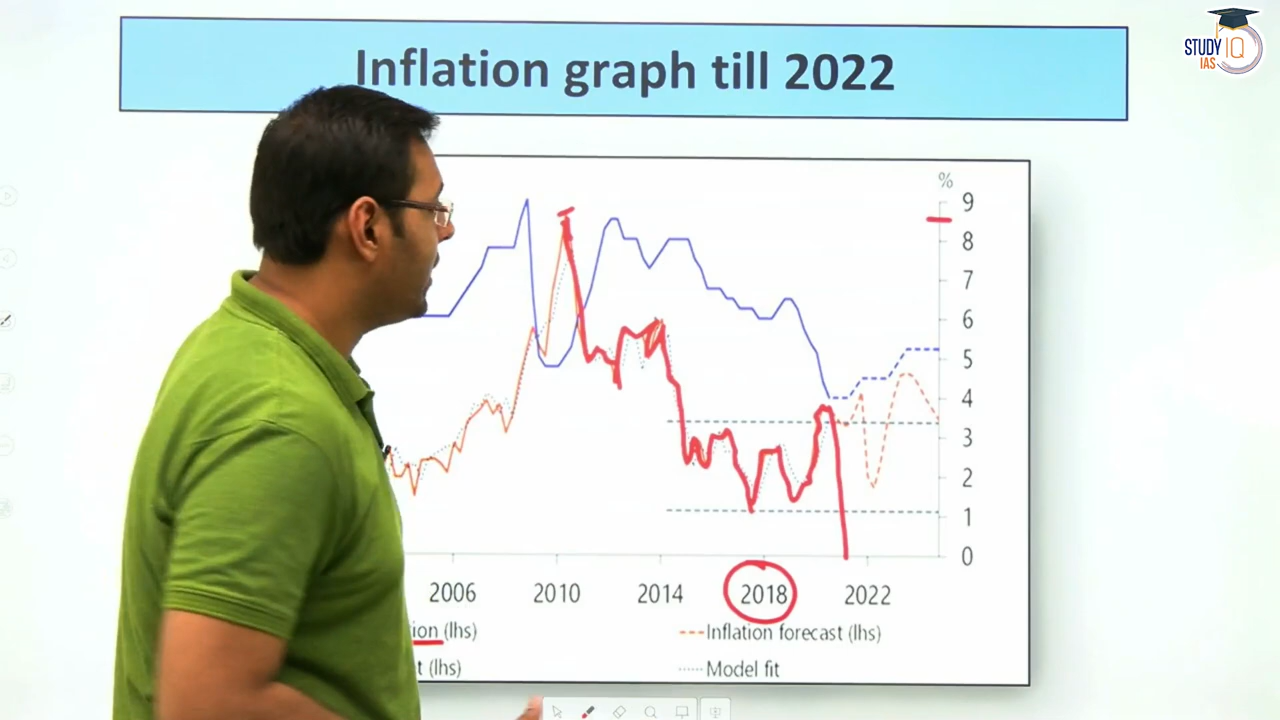 STUDY IQ
IAS
Inflation graph till 2022
%
9
8
7
6
5
4
3
2
1
0
2006 2010 2014 2018 2022
ion (lhs) Inflation forecast (lhs)
t (lhs) Model fit